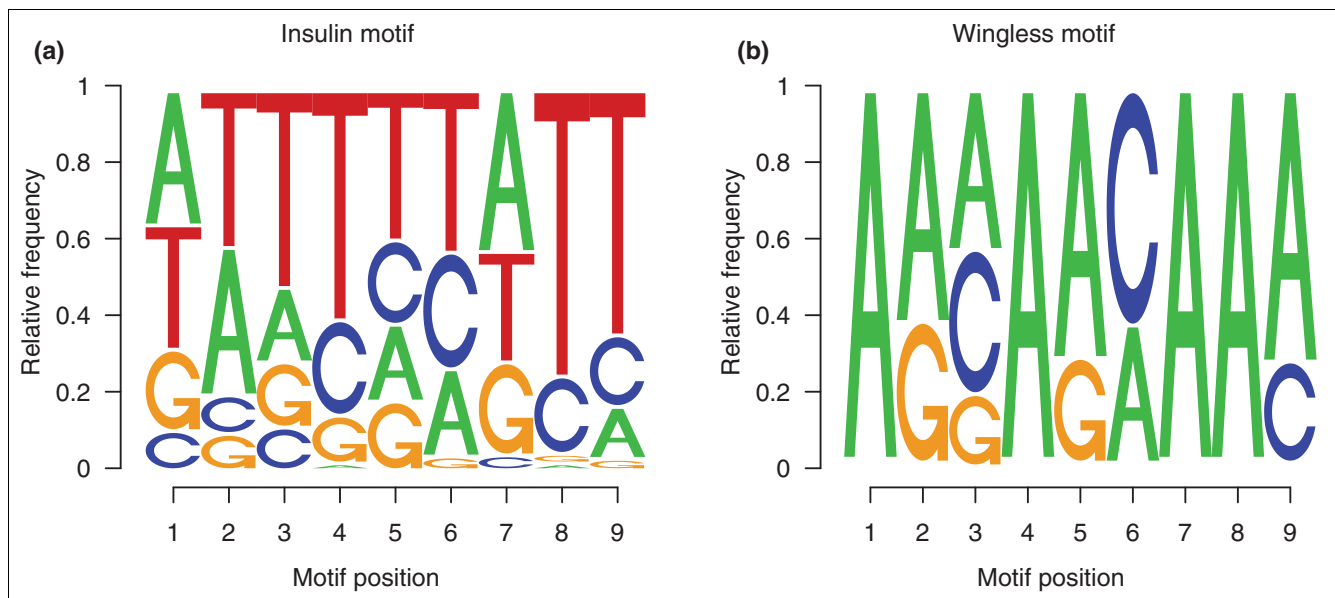 (a)
Insulin motif
Relative frequency
1
0.8
0.6
0.4
0.2
0
A T T T T T A T T
T A A C C C T C C
G C G G A A G G A
C G C A G G C A G
1 2 3 4 5 6 7 8 9
Motif position
(b)
Wingless motif
Relative frequency
1
0.8
0.6
0.4
0.2
0
A A A A A C A A A
G C G A C
G
1 2 3 4 5 6 7 8 9
Motif position